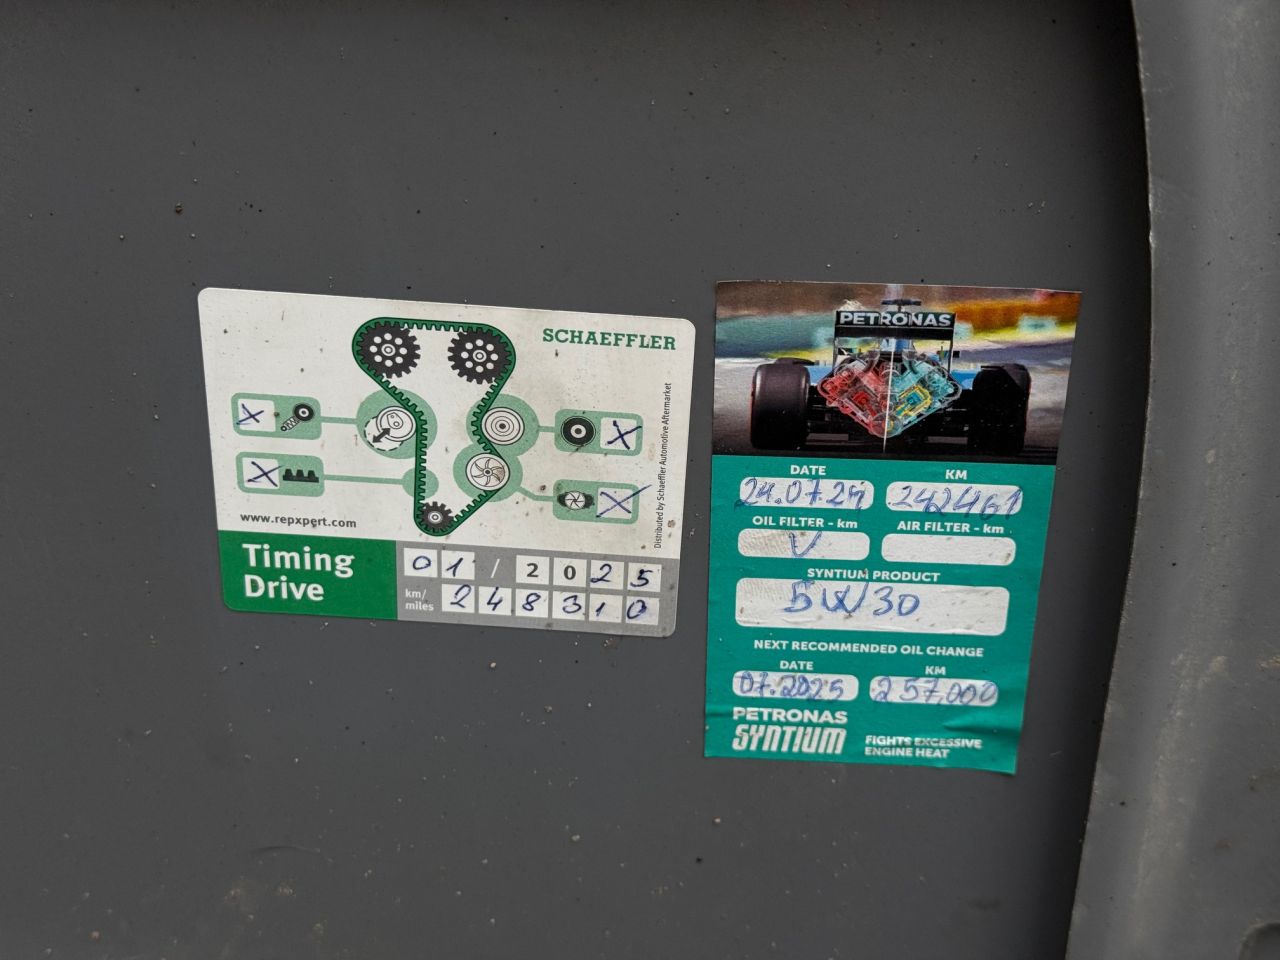 SCHAEFFLER
X
X
X
X
Distributed by Schaeffler Automotive Aftermarket
www.repxpert.com
Timing
Drive
01 / 2025
km/
miles
248310
PETRONAS
DATE
KM
24.07.24
242461
OIL FILTER - km
AIR FILTER - km
V
SYNTIUM PRODUCT
5W30
NEXT RECOMMENDED OIL CHANGE
DATE
KM
07.2025
257.000
PETRONAS
SYNTIUM
FIGHTS EXCESSIVE
ENGINE HEAT